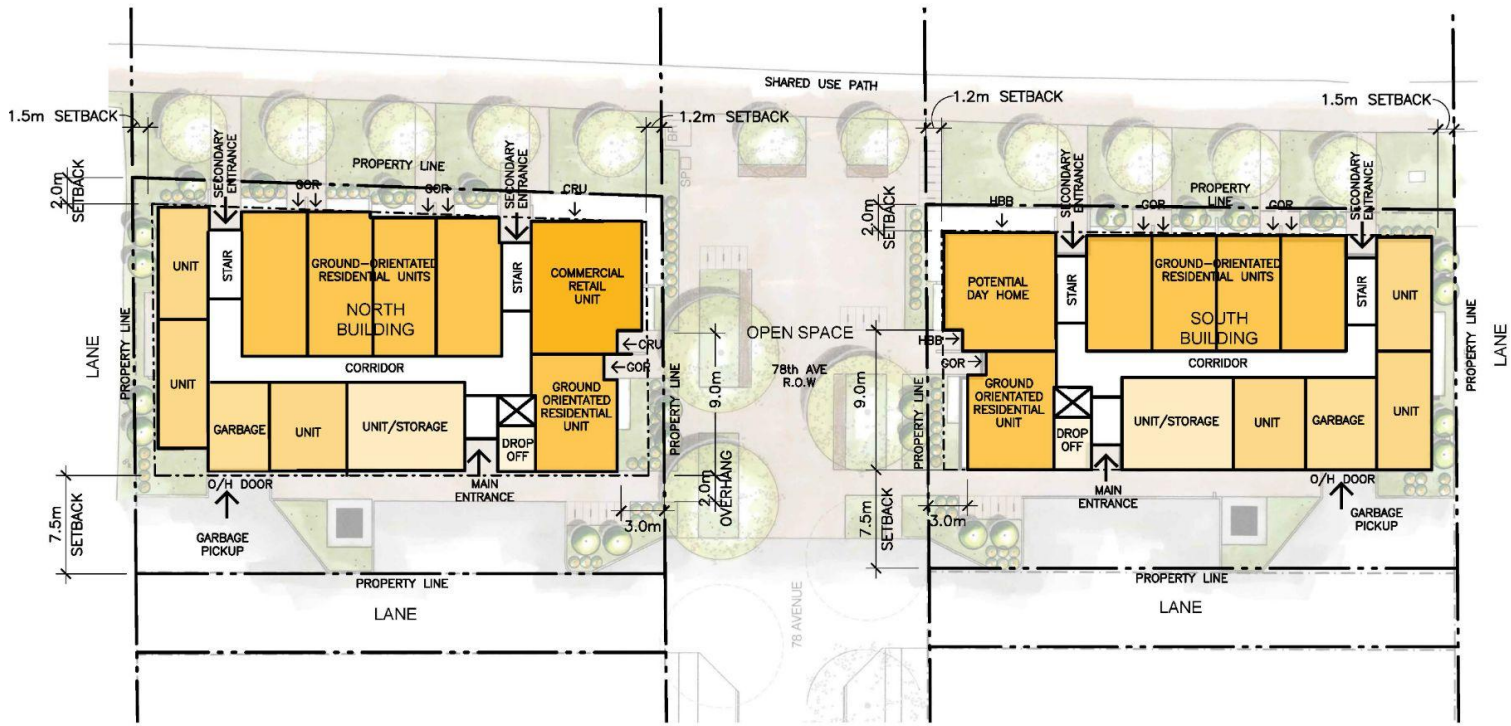 SHARED USE PATH
1.5m SETBACK
1.2m SETBACK
1.2m SETBACK
1.5m SETBACK
2.0m
SETBACK
SECONDARY
ENTRANCE
PROPERTY LINE
GOR
GOR
SECONDARY
ENTRANCE
CRU
UNIT
STAIR
GROUND-ORIENTATED
RESIDENTIAL UNITS
STAIR
COMMERCIAL
RETAIL
UNIT
NORTH
BUILDING
LANE
PROPERTY LINE
UNIT
CORRIDOR
CRU
GOR
GROUND
ORIENTATED
RESIDENTIAL
UNIT
GARBAGE
UNIT
UNIT/STORAGE
DROP
OFF
PROPERTY LINE
9.0m
2.0m
OVERHANG
O/H DOOR
MAIN
ENTRANCE
3.0m
7.5m
SETBACK
GARBAGE
PICKUP
PROPERTY LINE
LANE
OPEN SPACE
78th AVE
R.O.W
78 AVENUE
HBB
2.0m
SETBACK
SECONDARY
ENTRANCE
GOR
PROPERTY
LINE
GOR
SECONDARY
ENTRANCE
POTENTIAL
DAY HOME
STAIR
GROUND-ORIENTATED
RESIDENTIAL UNITS
STAIR
UNIT
SOUTH
BUILDING
HBB
GOR
CORRIDOR
PROPERTY LINE
LANE
9.0m
PROPERTY LINE
GROUND
ORIENTATED
RESIDENTIAL
UNIT
DROP
OFF
UNIT/STORAGE
UNIT
GARBAGE
UNIT
MAIN
ENTRANCE
O/H DOOR
7.5m
SETBACK
3.0m
GARBAGE
PICKUP
PROPERTY LINE
LANE